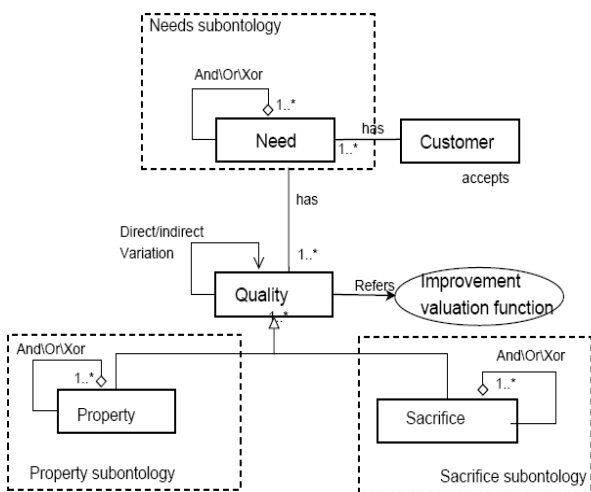 Needs subontology
And\Or\Xor
1..*
Need
has
1..*
Customer
accepts
has
Direct/indirect
Variation
1..*
Quality
Refers
Improvement
valuation function
1..*
And\Or\Xor
1..*
Property
Property subontology
And\Or\Xor
1..*
Sacrifice
Sacrifice subontology